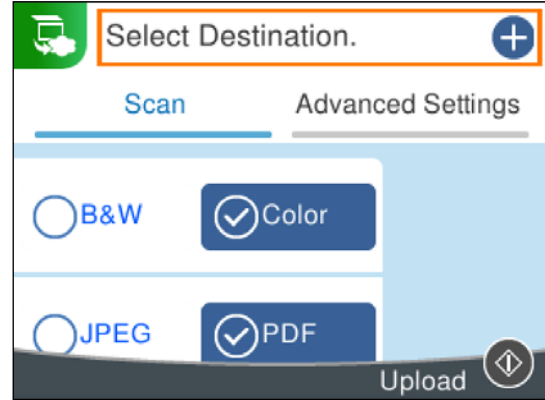 Select Destination.
Scan Advanced Settings
B&W Color
JPEG PDF
Upload